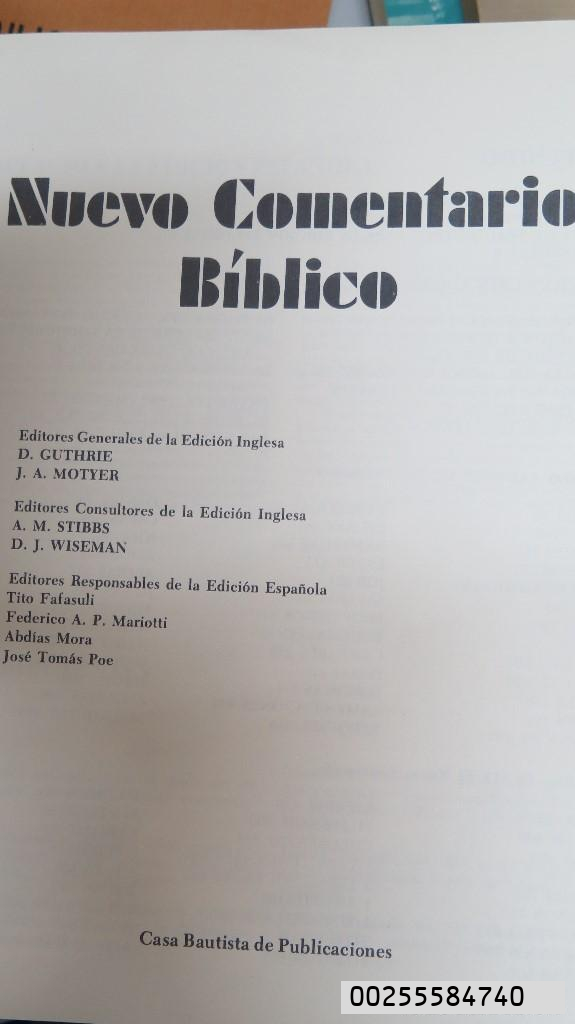 Nuevo Comentario
Bíblico
Editores Generales de la Edición Inglesa
D. GUTHRIE
J. A. MOTYER
Editores Consultores de la Edición Inglesa
A. M. STIBBS
D. J. WISEMAN
Editores Responsables de la Edición Española
Tito Fafasuli
Federico A. P. Mariotti
Abdías Mora
José Tomás Poe
Casa Bautista de Publicaciones
00255584740